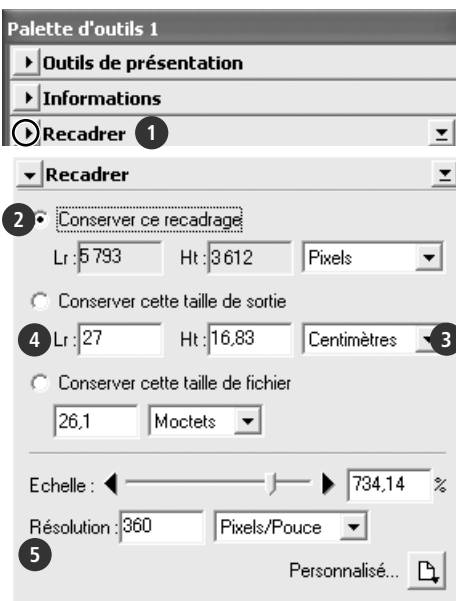 Palette d'outils 1
Outils de présentation
Informations
Recadrer 1
Recadrer
2 Conserver ce recadrage
Lr : 5 793 Ht : 3 612 Pixels
Conserver cette taille de sortie
4 Lr : 27 Ht : 16,83 Centimètres 3
Conserver cette taille de fichier
26,1 Moctets
Echelle : 734,14 %
Résolution : 360 Pixels/Pouce
5
Personnalisé...